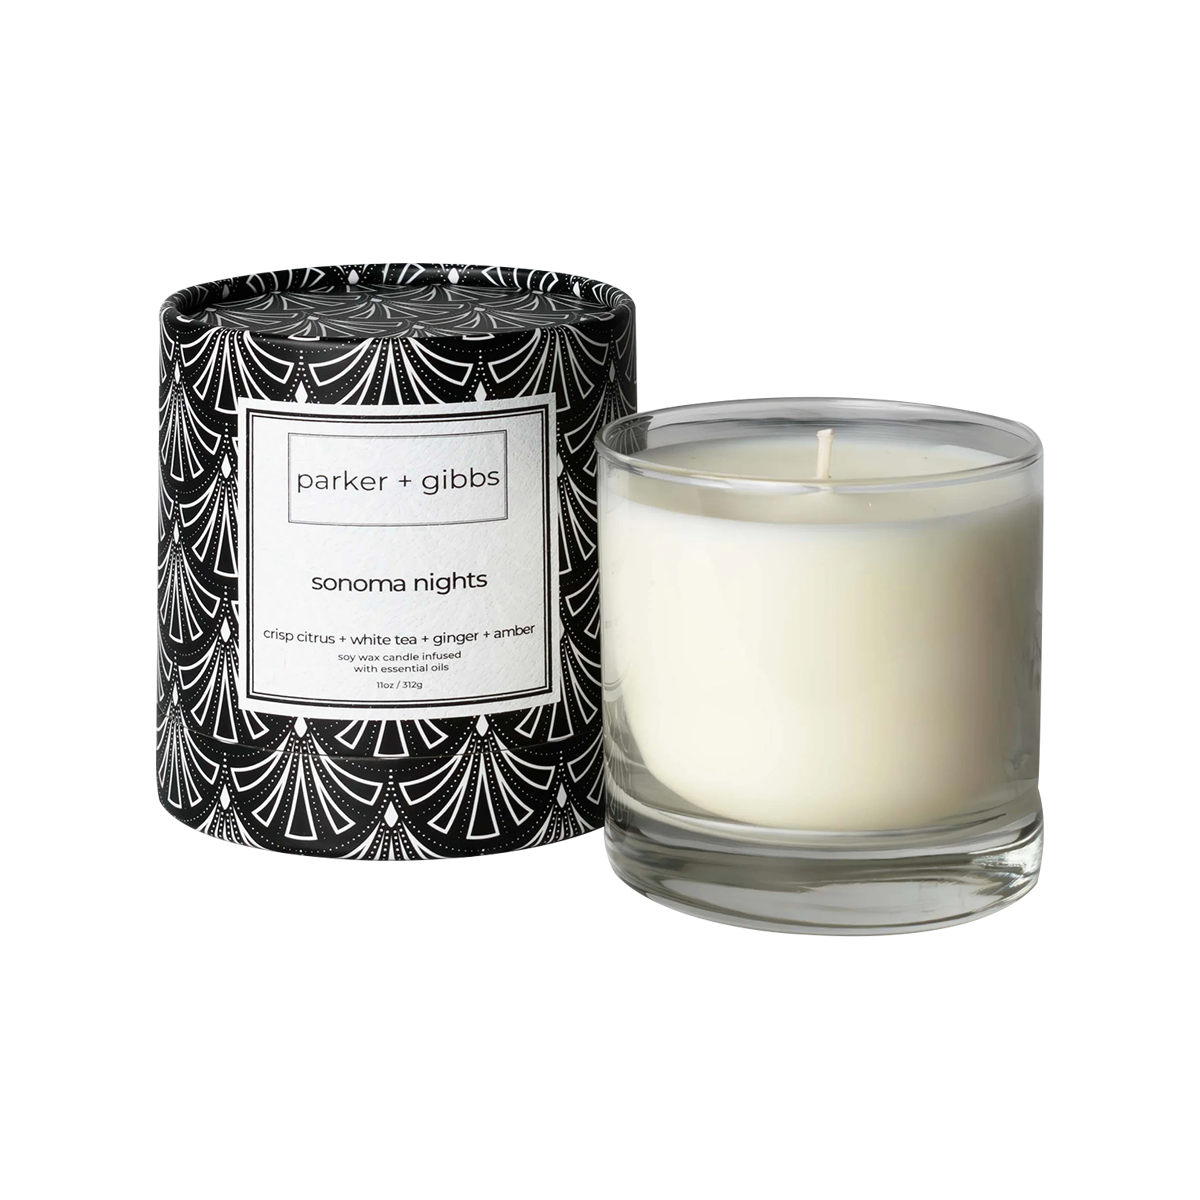 parker + gibbs
sonoma nights
crisp citrus + white tea + ginger + amber
soy wax candle infused
with essential oils
11oz / 312g